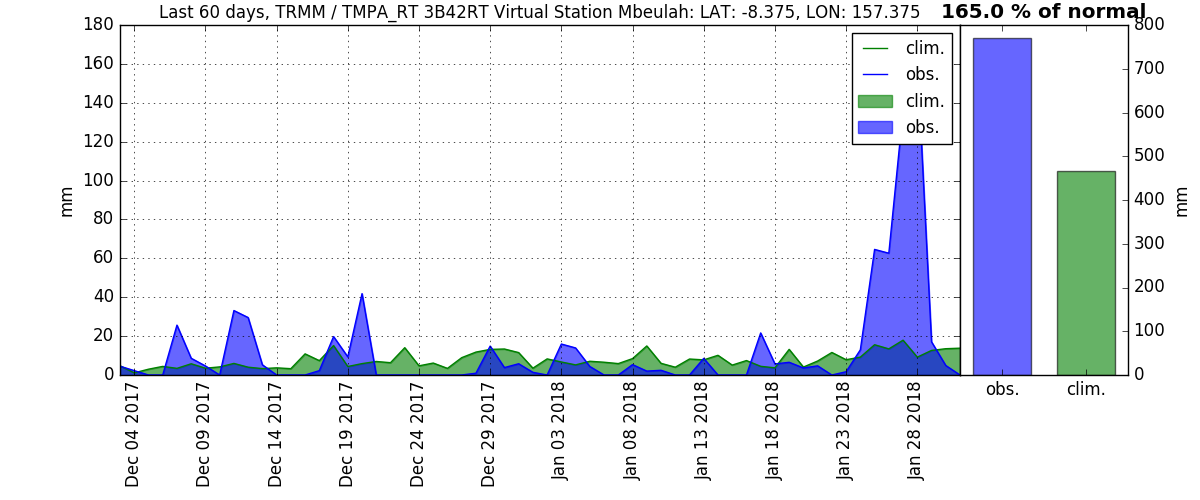 Last 60 days, TRMM / TMPA_RT 3B42RT Virtual Station Mbeulah: LAT: -8.375, LON: 157.375
165.0 % of normal
180
160
140
120
100
80
60
40
20
0
mm
clim.
obs.
clim.
obs.
800
700
600
500
400
300
200
100
0
mm
Dec 04 2017
Dec 09 2017
Dec 14 2017
Dec 19 2017
Dec 24 2017
Dec 29 2017
Jan 03 2018
Jan 08 2018
Jan 13 2018
Jan 18 2018
Jan 23 2018
Jan 28 2018
obs.
clim.